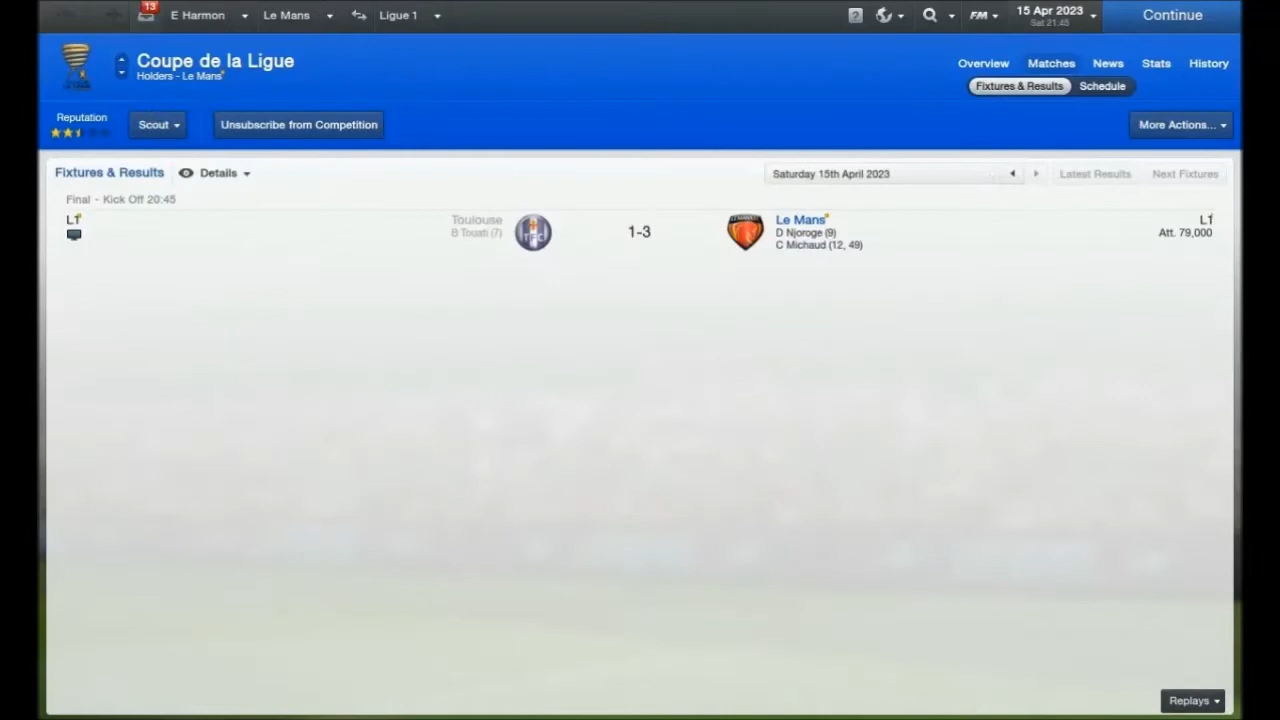 13
E Harmon
Le Mans
Ligue 1
?
FM
15 Apr 2023
Sat 21:45
Continue
Coupe de la Ligue
Holders - Le Mans
Overview
Matches
News
Stats
History
Fixtures & Results
Schedule
Reputation
Scout
Unsubscribe from Competition
More Actions...
Fixtures & Results
Details
Saturday 15th April 2023
Latest Results
Next Fixtures
Final - Kick Off 20:45
L1
Toulouse
B Touati (7)
TFC
1-3
Le Mans
D Njoroge (9)
C Michaud (12, 49)
L1
Att. 79,000
Replays